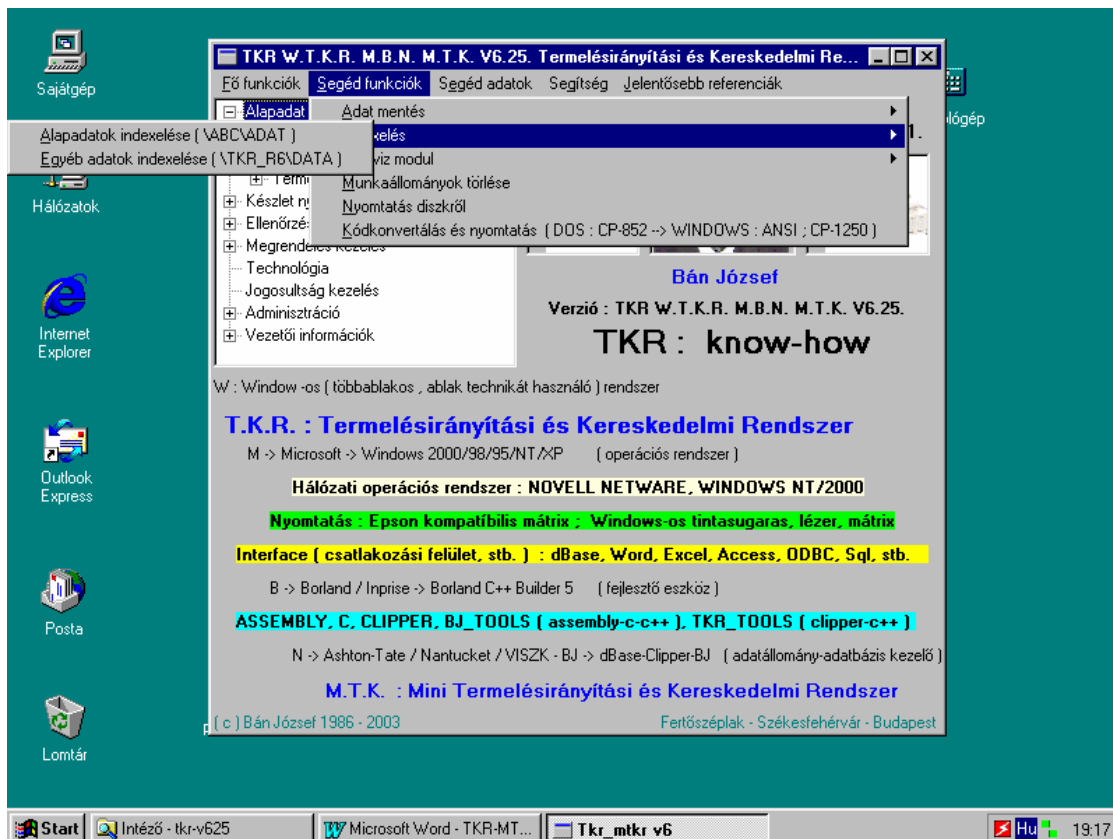 Sajátgép
Hálózatok
Internet
Explorer
Outlook
Express
Posta
Lomtár
TKR W.T.K.R. M.B.N. M.T.K. V6.25. Termelésirányítási és Kereskedelmi Re...
Fő funkciók Segéd funkciók Segéd adatok Segítség Jelentősebb referenciák
Alapadat
Adat mentés
Alapadatok indexelése ( \ABC\ADAT )
Egyéb adatok indexelése ( \TKR_R6\DATA )
Munkaállományok törlése
Nyomtatás diszkről
Kódkonvertálás és nyomtatás ( DOS : CP-852 --> WINDOWS : ANSI ; CP-1250 )
Készlet
Technológia
Jogosultság kezelés
Adminisztráció
Vezetői információk
Bán József
Verzió : TKR W.T.K.R. M.B.N. M.T.K. V6.25.
TKR : know-how
W : Window -os ( többablakos , ablak technikát használó ) rendszer
T.K.R. : Termelésirányítási és Kereskedelmi Rendszer
M -> Microsoft -> Windows 2000/98/95/NT/XP ( operációs rendszer )
Hálózati operációs rendszer : NOVELL NETWARE, WINDOWS NT/2000
Nyomtatás : Epson kompatíbilis mátrix ; Windows-os tintasugaras, lézer, mátrix
Interface ( csatlakozási felület, stb. ) : dBase, Word, Excel, Access, ODBC, Sql, stb.
B -> Borland / Inprise -> Borland C++ Builder 5 ( fejlesztő eszköz )
ASSEMBLY, C, CLIPPER, BJ_TOOLS ( assembly-c-c++ ), TKR_TOOLS ( clipper-c++ )
N -> Ashton-Tate / Nantucket / VISZK - BJ -> dBase-Clipper-BJ ( adatállomány-adatbázis kezelő )
M.T.K. : Mini Termelésirányítási és Kereskedelmi Rendszer
( c ) Bán József 1986 - 2003 Fertőszéplak - Székesfehérvár - Budapest
Start Intéző - tkr-v625 Microsoft Word - TKR-MT... Tkr_mtkr v6 Hu 19:17